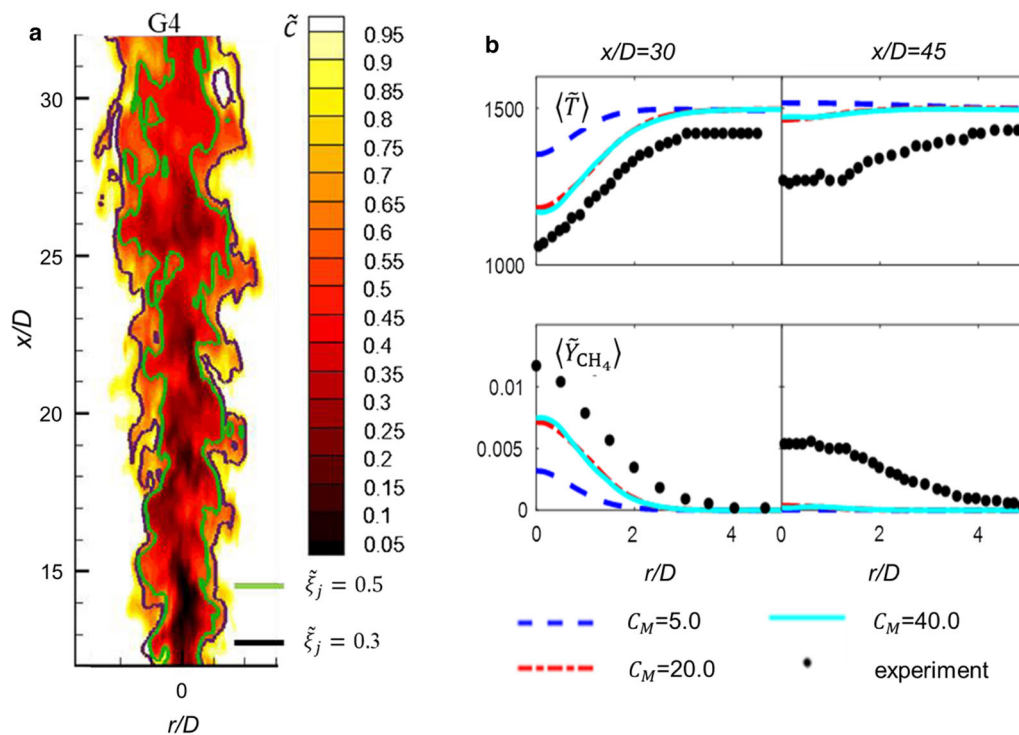 a
G4
c̃
0.95
0.9
0.85
0.8
0.75
0.7
0.65
0.6
0.55
0.5
0.45
0.4
0.35
0.3
0.25
0.2
0.15
0.1
0.05
30
25
20
15
x/D
0
r/D
ξ̃j = 0.5
ξ̃j = 0.3
b
x/D=30
x/D=45
⟨T̃⟩
1500
1000
⟨ỸCH4⟩
0.01
0.005
0
0 2 4 0 2 4
r/D
r/D
CM=5.0
CM=40.0
CM=20.0
experiment